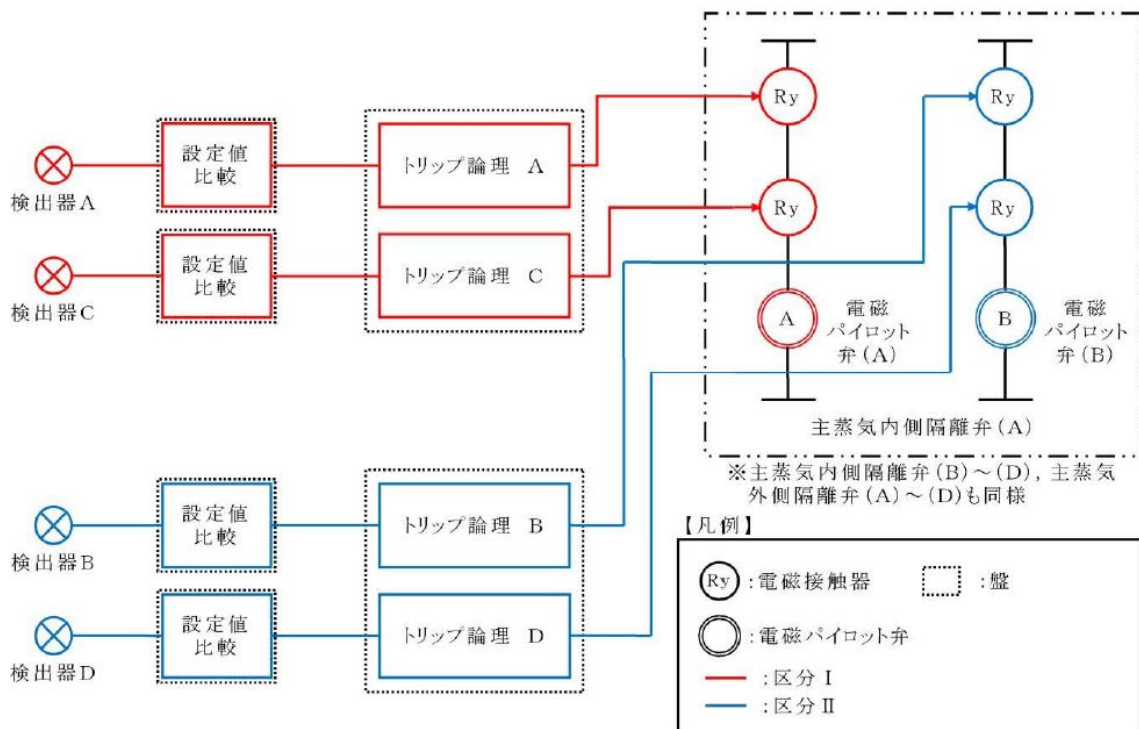 検出器A
設定値
比較
トリップ論理 A
検出器C
設定値
比較
トリップ論理 C
検出器B
設定値
比較
トリップ論理 B
検出器D
設定値
比較
トリップ論理 D
Ry
Ry
Ry
Ry
A
電磁
パイロット
弁(A)
B
電磁
パイロット
弁(B)
主蒸気内側隔離弁(A)
※主蒸気内側隔離弁(B)~(D), 主蒸気
外側隔離弁(A)~(D)も同様
【凡例】
Ry :電磁接触器
:盤
:電磁パイロット弁
:区分Ⅰ
:区分Ⅱ